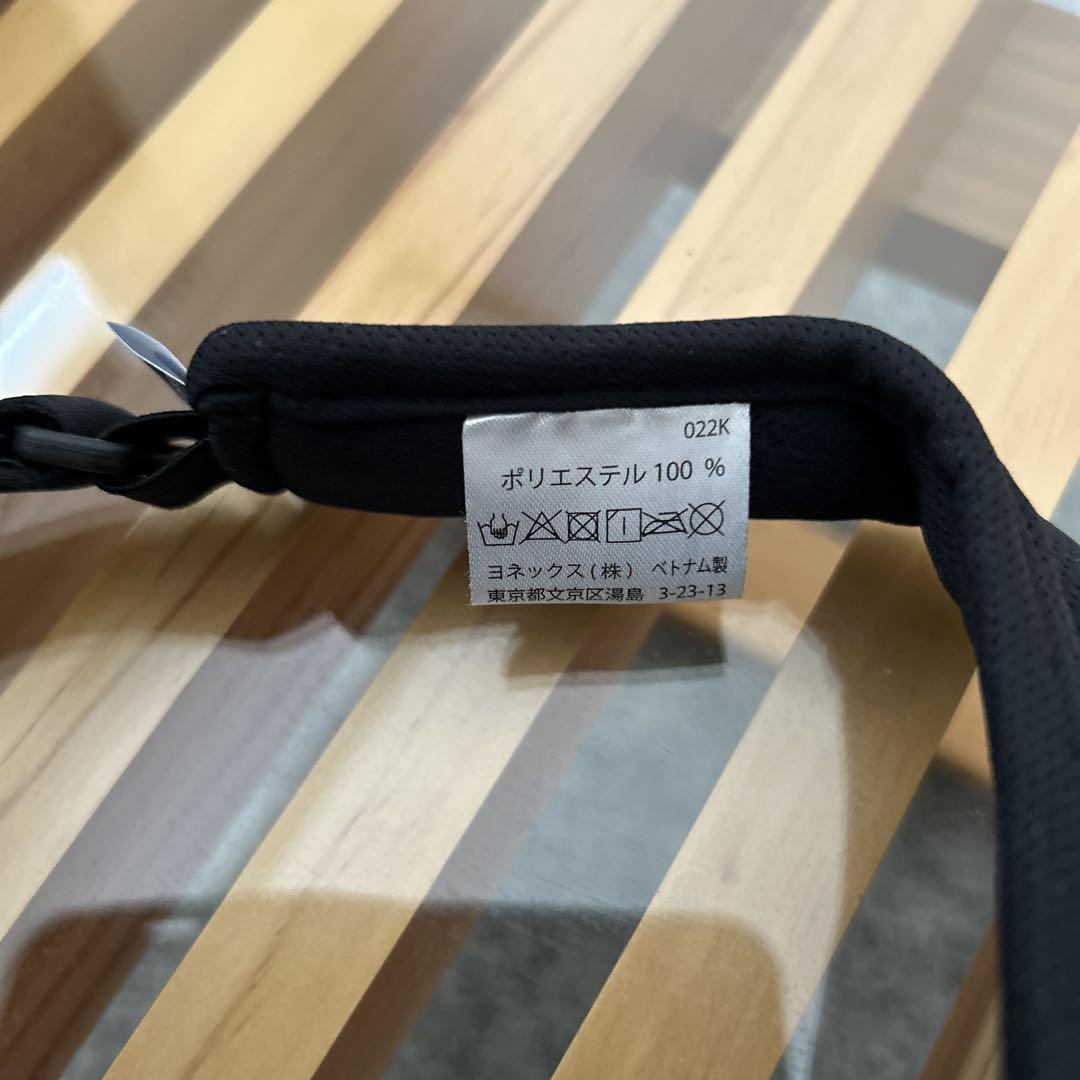 022K
ポリエステル 100 %
ヨネックス(株) ベトナム製
東京都文京区湯島 3-23-13